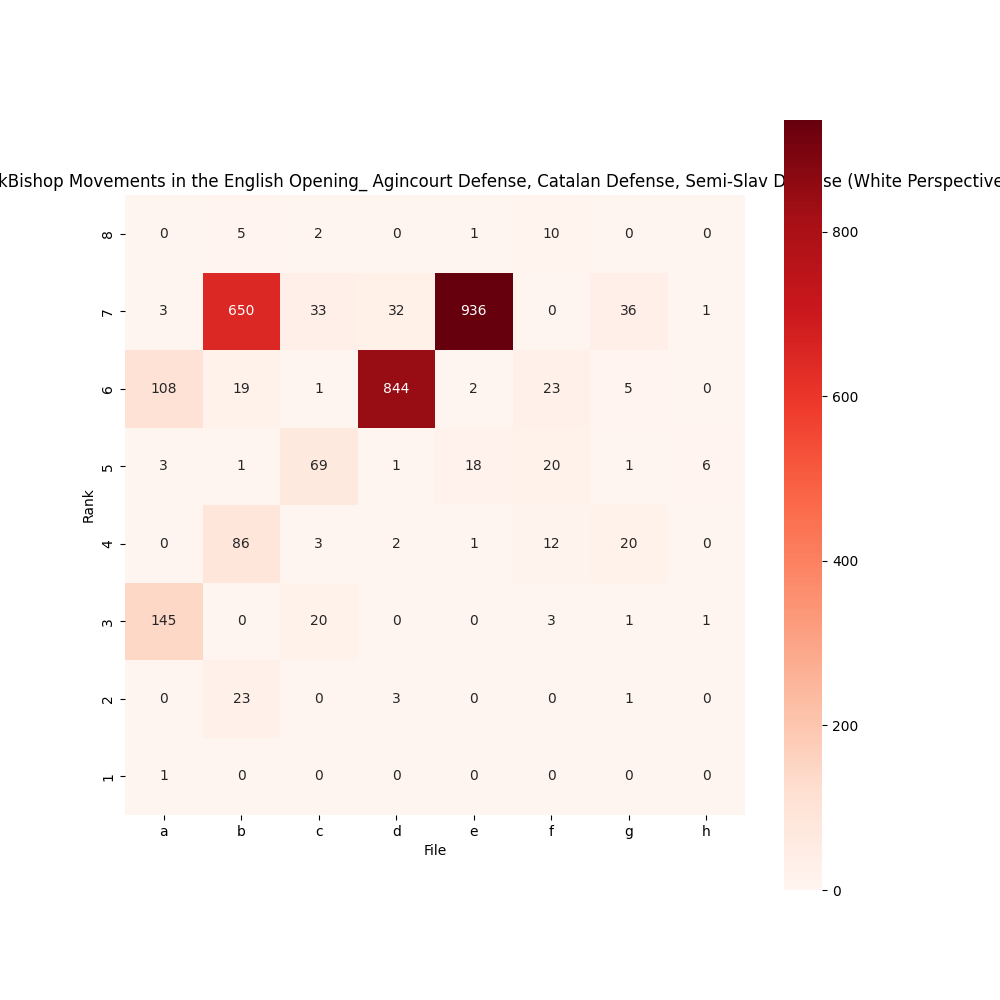 kBishop Movements in the English Opening_ Agincourt Defense, Catalan Defense, Semi-Slav D se (White Perspective
8 0 5 2 0 1 10 0 0
7 3 650 33 32 936 0 36 1
6 108 19 1 844 2 23 5 0
5 3 1 69 1 18 20 1 6
4 0 86 3 2 1 12 20 0
3 145 0 20 0 0 3 1 1
2 0 23 0 3 0 0 1 0
1 1 0 0 0 0 0 0 0
a b c d e f g h
File
Rank
800
600
400
200
0